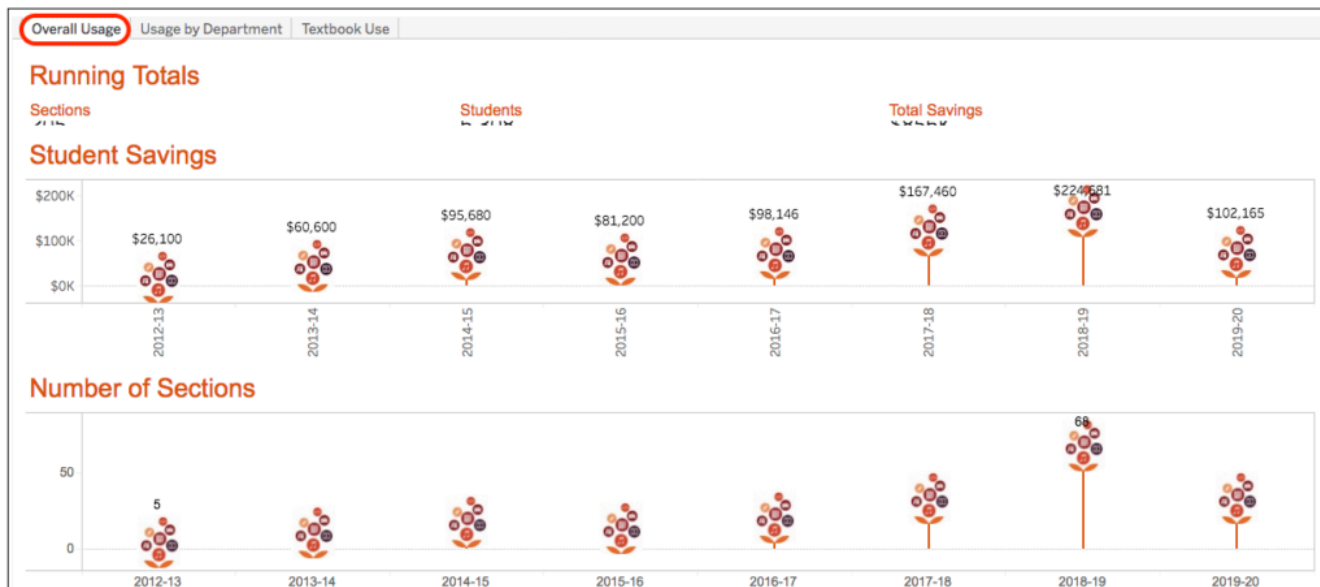 Overall Usage Usage by Department Textbook Use
Running Totals
Sections Students Total Savings
Student Savings
$200K
$100K
$0K
$26,100 $60,600 $95,680 $81,200 $98,146 $167,460 $224,681 $102,165
2012-13 2013-14 2014-15 2015-16 2016-17 2017-18 2018-19 2019-20
Number of Sections
50
0
5 68
2012-13 2013-14 2014-15 2015-16 2016-17 2017-18 2018-19 2019-20